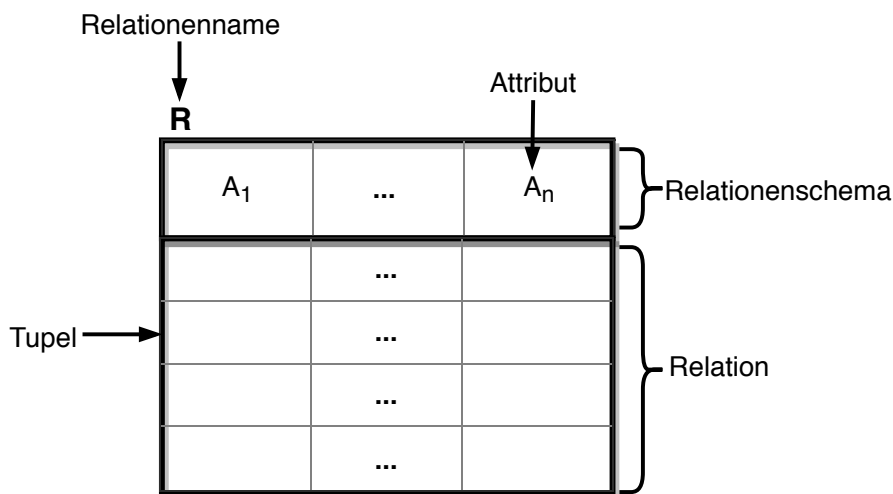 Relationenname
Attribut
R
A₁ ... Aₙ
Relationenschema
...
...
Tupel
Relation
...
...